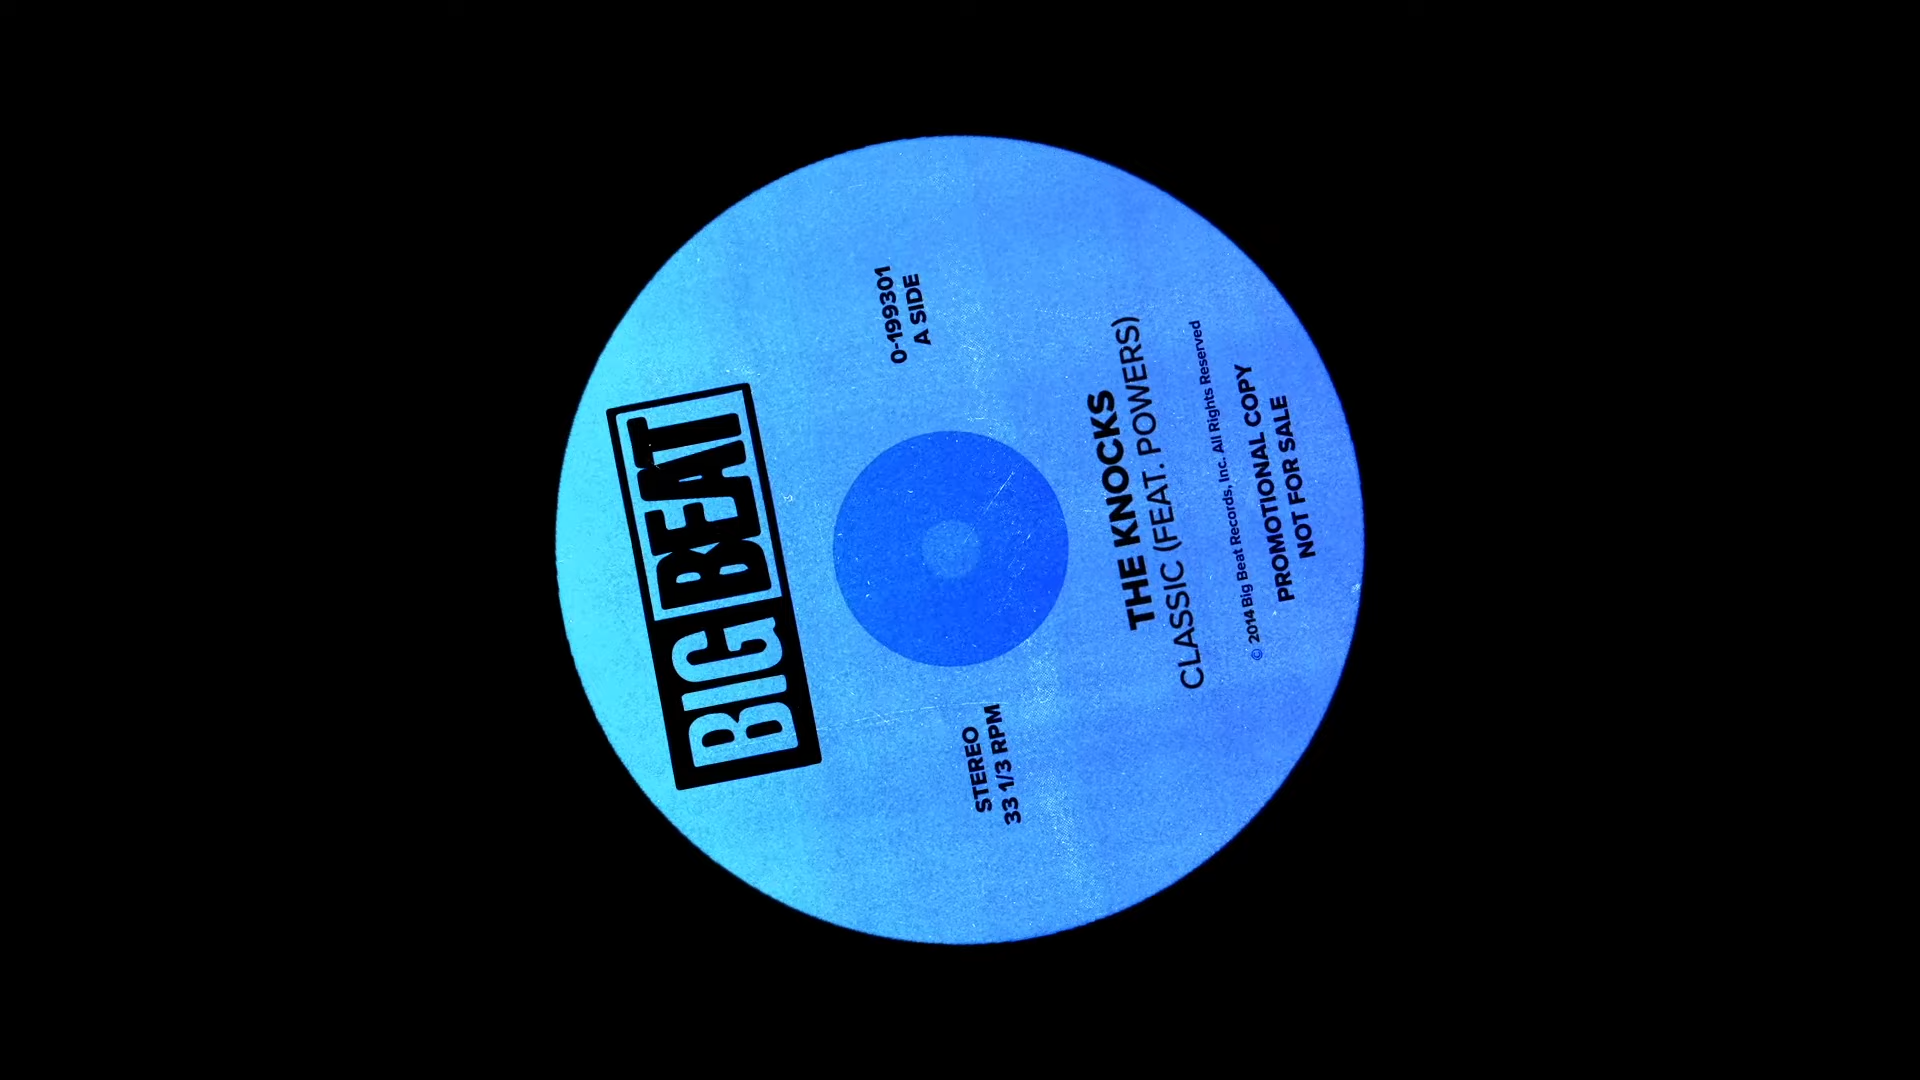 BIG BEAT
STEREO
33 1/3 RPM
0-199301
A SIDE
THE KNOCKS
CLASSIC (FEAT. POWERS)
© 2014 Big Beat Records, Inc. All Rights Reserved
PROMOTIONAL COPY
NOT FOR SALE